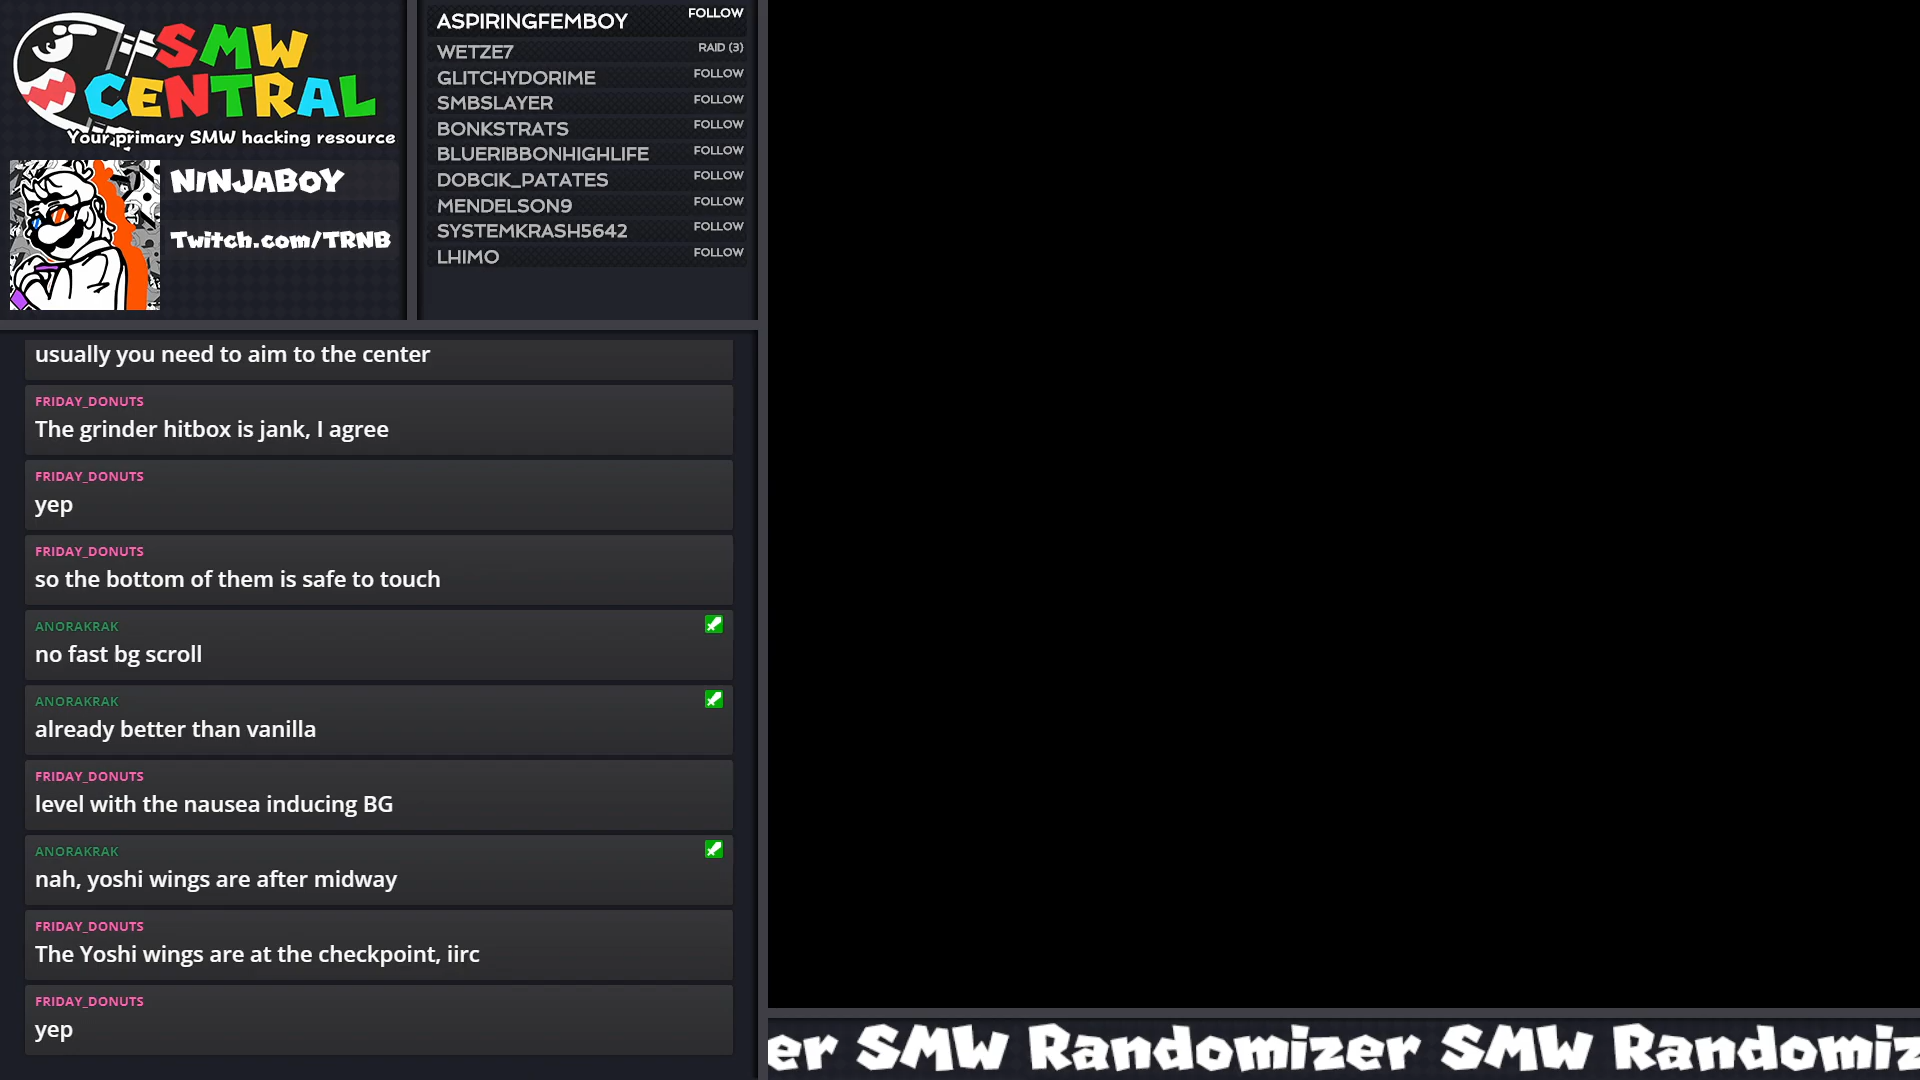 SMW
CENTRAL
Your primary SMW hacking resource
NINJABOY
Twitch.com/TRNB
ASPIRINGFEMBOY FOLLOW
WETZE7 RAID (3)
GLITCHYDORIME FOLLOW
SMBSLAYER FOLLOW
BONKSTRATS FOLLOW
BLUERIBBONHIGHLIFE FOLLOW
DOBCIK_PATATES FOLLOW
MENDELSON9 FOLLOW
SYSTEMKRASH5642 FOLLOW
LHIMO FOLLOW
usually you need to aim to the center
FRIDAY_DONUTS
The grinder hitbox is jank, I agree
FRIDAY_DONUTS
yep
FRIDAY_DONUTS
so the bottom of them is safe to touch
ANORAKRAK
no fast bg scroll
ANORAKRAK
already better than vanilla
FRIDAY_DONUTS
level with the nausea inducing BG
ANORAKRAK
nah, yoshi wings are after midway
FRIDAY_DONUTS
The Yoshi wings are at the checkpoint, iirc
FRIDAY_DONUTS
yep
er SMW Randomizer SMW Randomiz